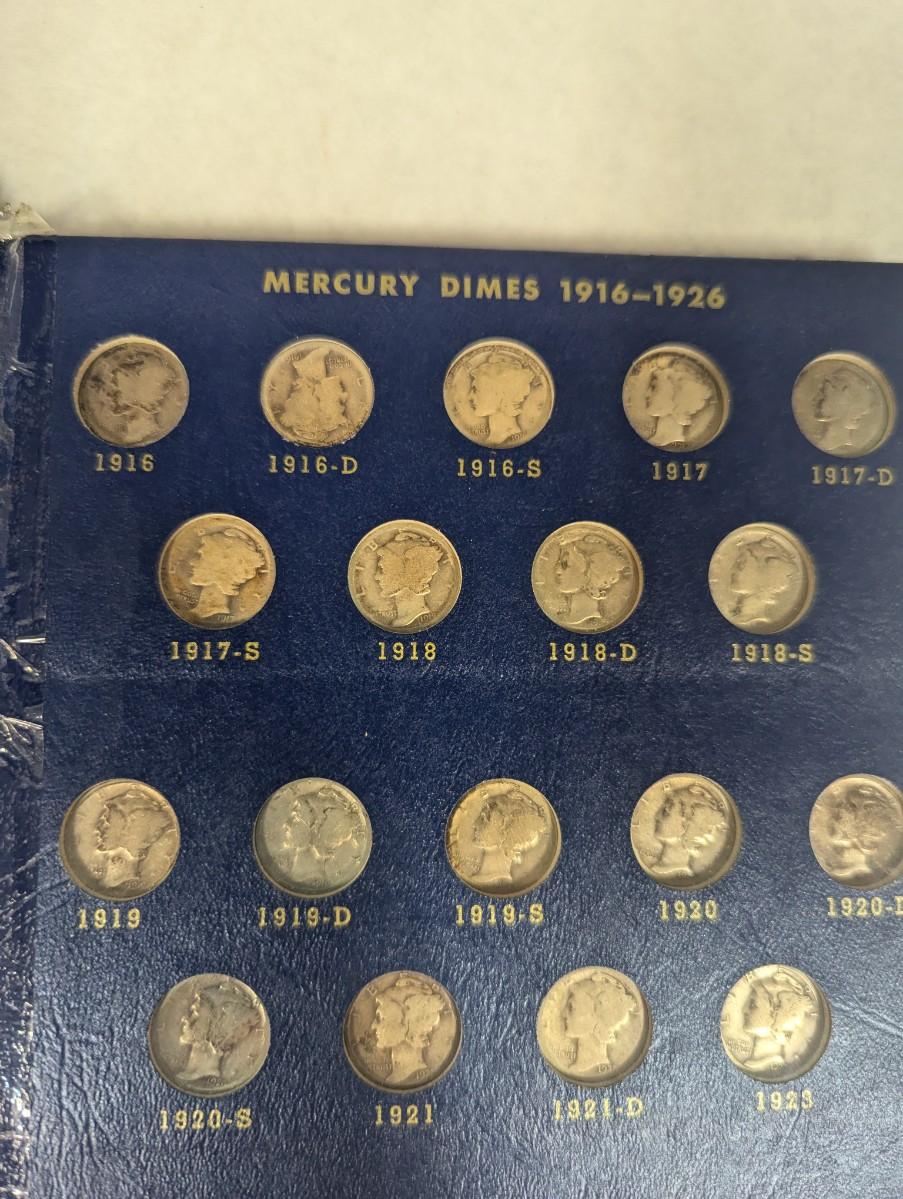 MERCURY DIMES 1916–1926
1916 1916-D 1916-S 1917 1917-D
1917-S 1918 1918-D 1918-S
1919 1919-D 1919-S 1920 1920-D
1920-S 1921 1921-D 1923